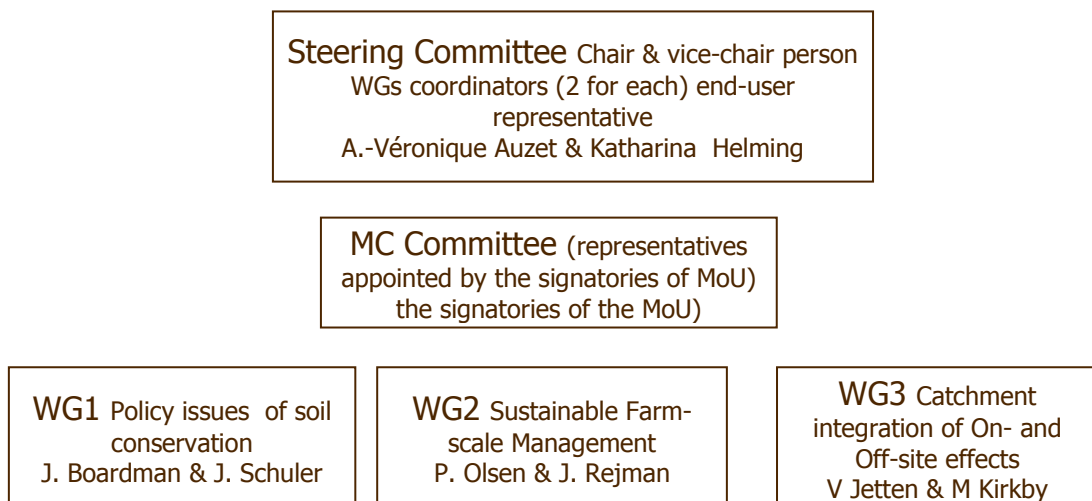 Steering Committee Chair & vice-chair person
WGs coordinators (2 for each) end-user
representative
A.-Véronique Auzet & Katharina Helming
MC Committee (representatives
appointed by the signatories of MoU)
the signatories of the MoU)
WG1 Policy issues of soil
conservation
J. Boardman & J. Schuler
WG2 Sustainable Farm-
scale Management
P. Olsen & J. Rejman
WG3 Catchment
integration of On- and
Off-site effects
V Jetten & M Kirkby